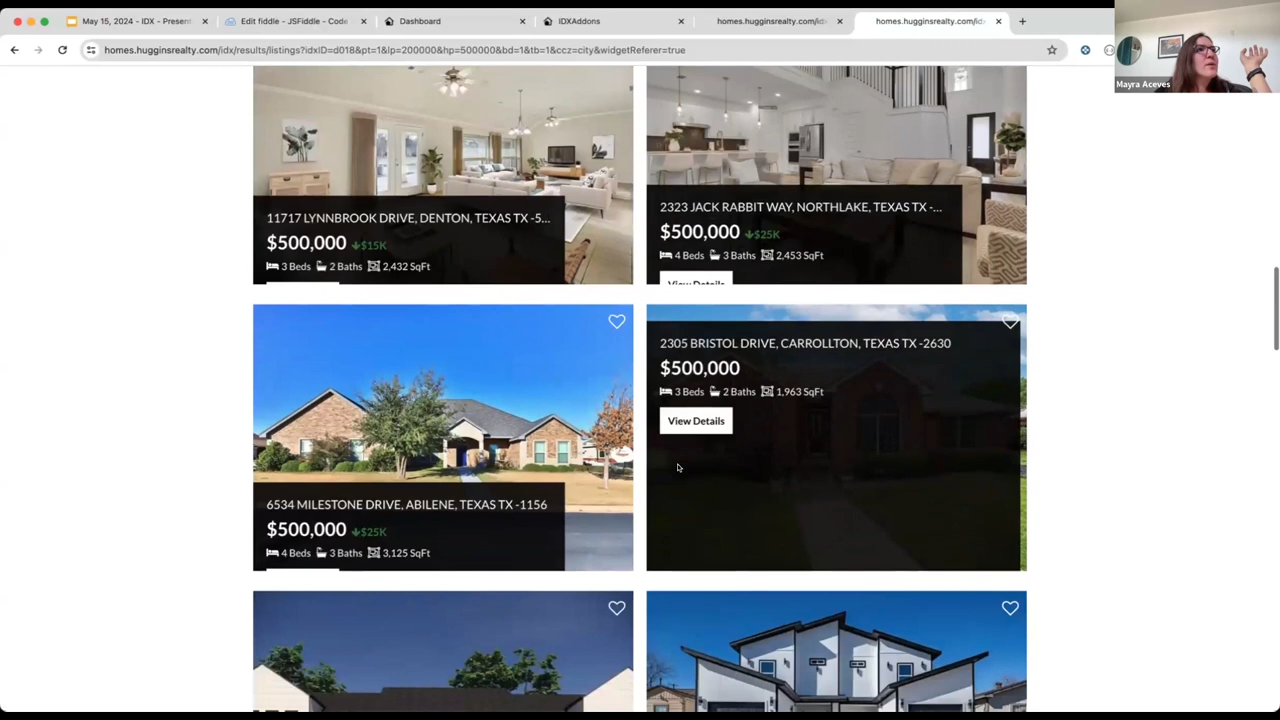 May 15, 2024 - IDX - Present
Edit fiddle - JSFiddle - Code
Dashboard
IDXAddons
homes.hugginsrealty.com/idx
homes.hugginsrealty.com/idx
homes.hugginsrealty.com/idx/results/listings?idxID=d018&pt=1&lp=200000&hp=500000&bd=1&tb=1&ccz=city&widgetReferer=true
Mayra Aceves
11717 LYNNBROOK DRIVE, DENTON, TEXAS TX -5...
$500,000 $15K
3 Beds 2 Baths 2,432 SqFt
2323 JACK RABBIT WAY, NORTHLAKE, TEXAS TX -...
$500,000 $25K
4 Beds 3 Baths 2,453 SqFt
View Details
6534 MILESTONE DRIVE, ABILENE, TEXAS TX -1156
$500,000 $25K
4 Beds 3 Baths 3,125 SqFt
2305 BRISTOL DRIVE, CARROLLTON, TEXAS TX -2630
$500,000
3 Beds 2 Baths 1,963 SqFt
View Details